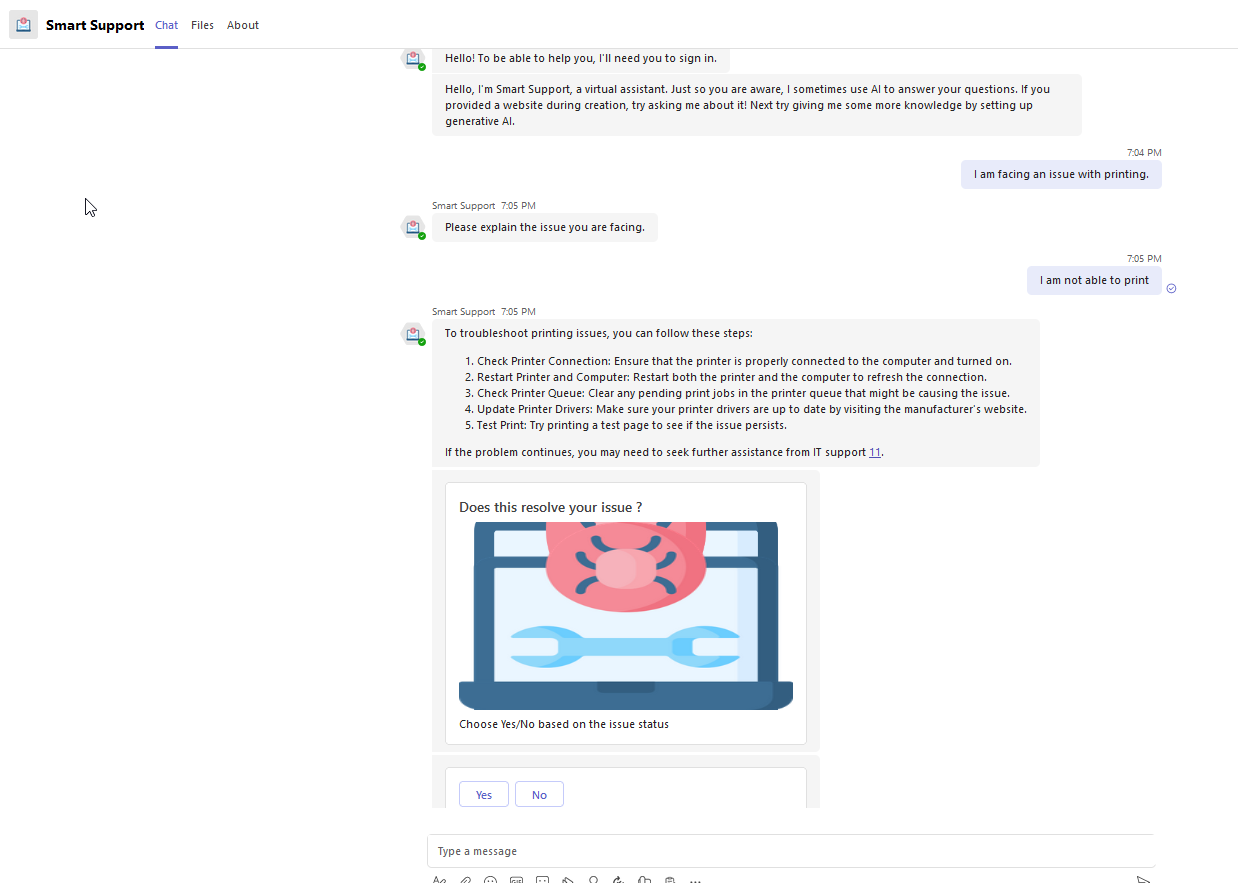 Smart Support Chat Files About
Hello! To be able to help you, I'll need you to sign in.
Hello, I'm Smart Support, a virtual assistant. Just so you are aware, I sometimes use AI to answer your questions. If you
provided a website during creation, try asking me about it! Next try giving me some more knowledge by setting up
generative AI.
7:04 PM
I am facing an issue with printing.
Smart Support 7:05 PM
Please explain the issue you are facing.
7:05 PM
I am not able to print
Smart Support 7:05 PM
To troubleshoot printing issues, you can follow these steps:
1. Check Printer Connection: Ensure that the printer is properly connected to the computer and turned on.
2. Restart Printer and Computer: Restart both the printer and the computer to refresh the connection.
3. Check Printer Queue: Clear any pending print jobs in the printer queue that might be causing the issue.
4. Update Printer Drivers: Make sure your printer drivers are up to date by visiting the manufacturer's website.
5. Test Print: Try printing a test page to see if the issue persists.
If the problem continues, you may need to seek further assistance from IT support 11.
Does this resolve your issue ?
Choose Yes/No based on the issue status
Yes No
Type a message